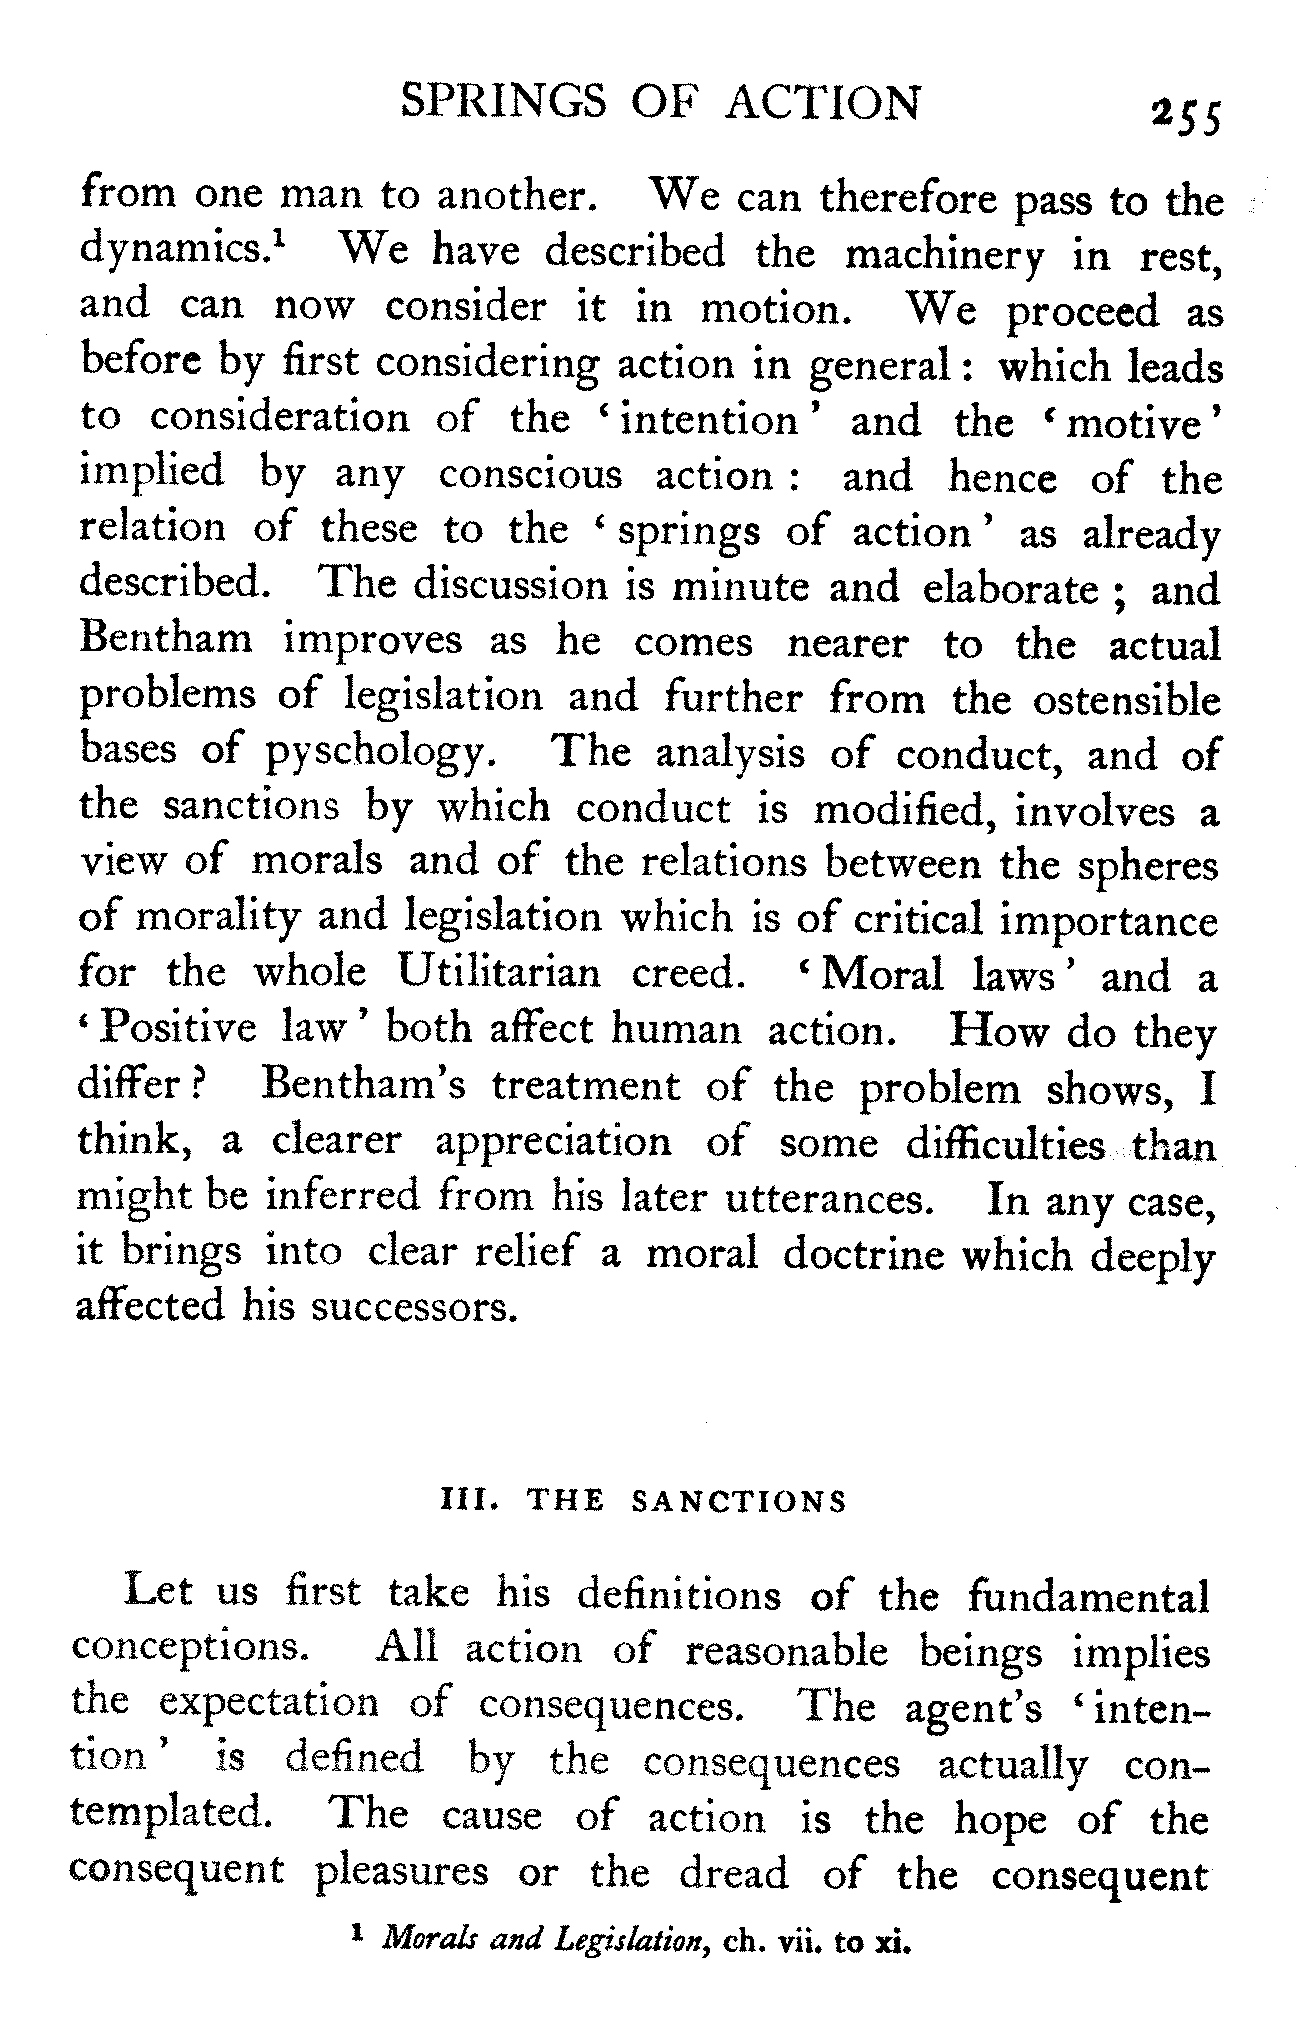 SPRINGS OF ACTION 255
from one man to another. We can therefore pass to the
dynamics.¹ We have described the machinery in rest,
and can now consider it in motion. We proceed as
before by first considering action in general : which leads
to consideration of the ‘ intention ’ and the ‘ motive ’
implied by any conscious action : and hence of the
relation of these to the ‘ springs of action ’ as already
described. The discussion is minute and elaborate ; and
Bentham improves as he comes nearer to the actual
problems of legislation and further from the ostensible
bases of pyschology. The analysis of conduct, and of
the sanctions by which conduct is modified, involves a
view of morals and of the relations between the spheres
of morality and legislation which is of critical importance
for the whole Utilitarian creed. ‘ Moral laws ’ and a
‘ Positive law ’ both affect human action. How do they
differ ? Bentham’s treatment of the problem shows, I
think, a clearer appreciation of some difficulties than
might be inferred from his later utterances. In any case,
it brings into clear relief a moral doctrine which deeply
affected his successors.
III. THE SANCTIONS
Let us first take his definitions of the fundamental
conceptions. All action of reasonable beings implies
the expectation of consequences. The agent’s ‘ inten-
tion ’ is defined by the consequences actually con-
templated. The cause of action is the hope of the
consequent pleasures or the dread of the consequent
¹ Morals and Legislation, ch. vii. to xi.